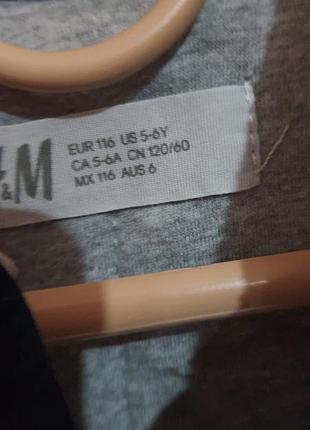 &M
EUR 116 US 5-6Y
CA 5-6A CN 120/60
MX 116 AUS 6